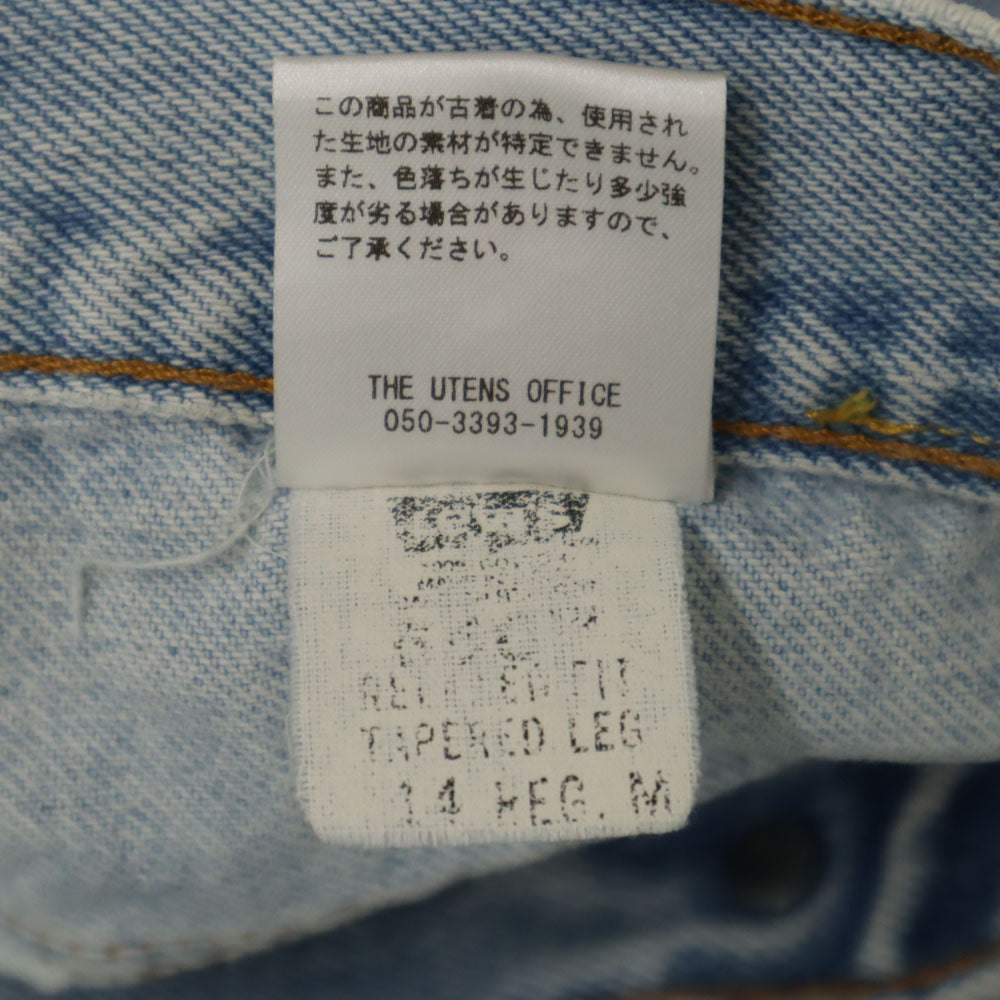 この商品が古着の為、使用され
た生地の素材が特定できません。
また、色落ちが生じたり多少強
度が劣る場合がありますので、
ご了承ください。
THE UTENS OFFICE
050-3393-1939
FIT
TAPERED LEG
14 REG. M